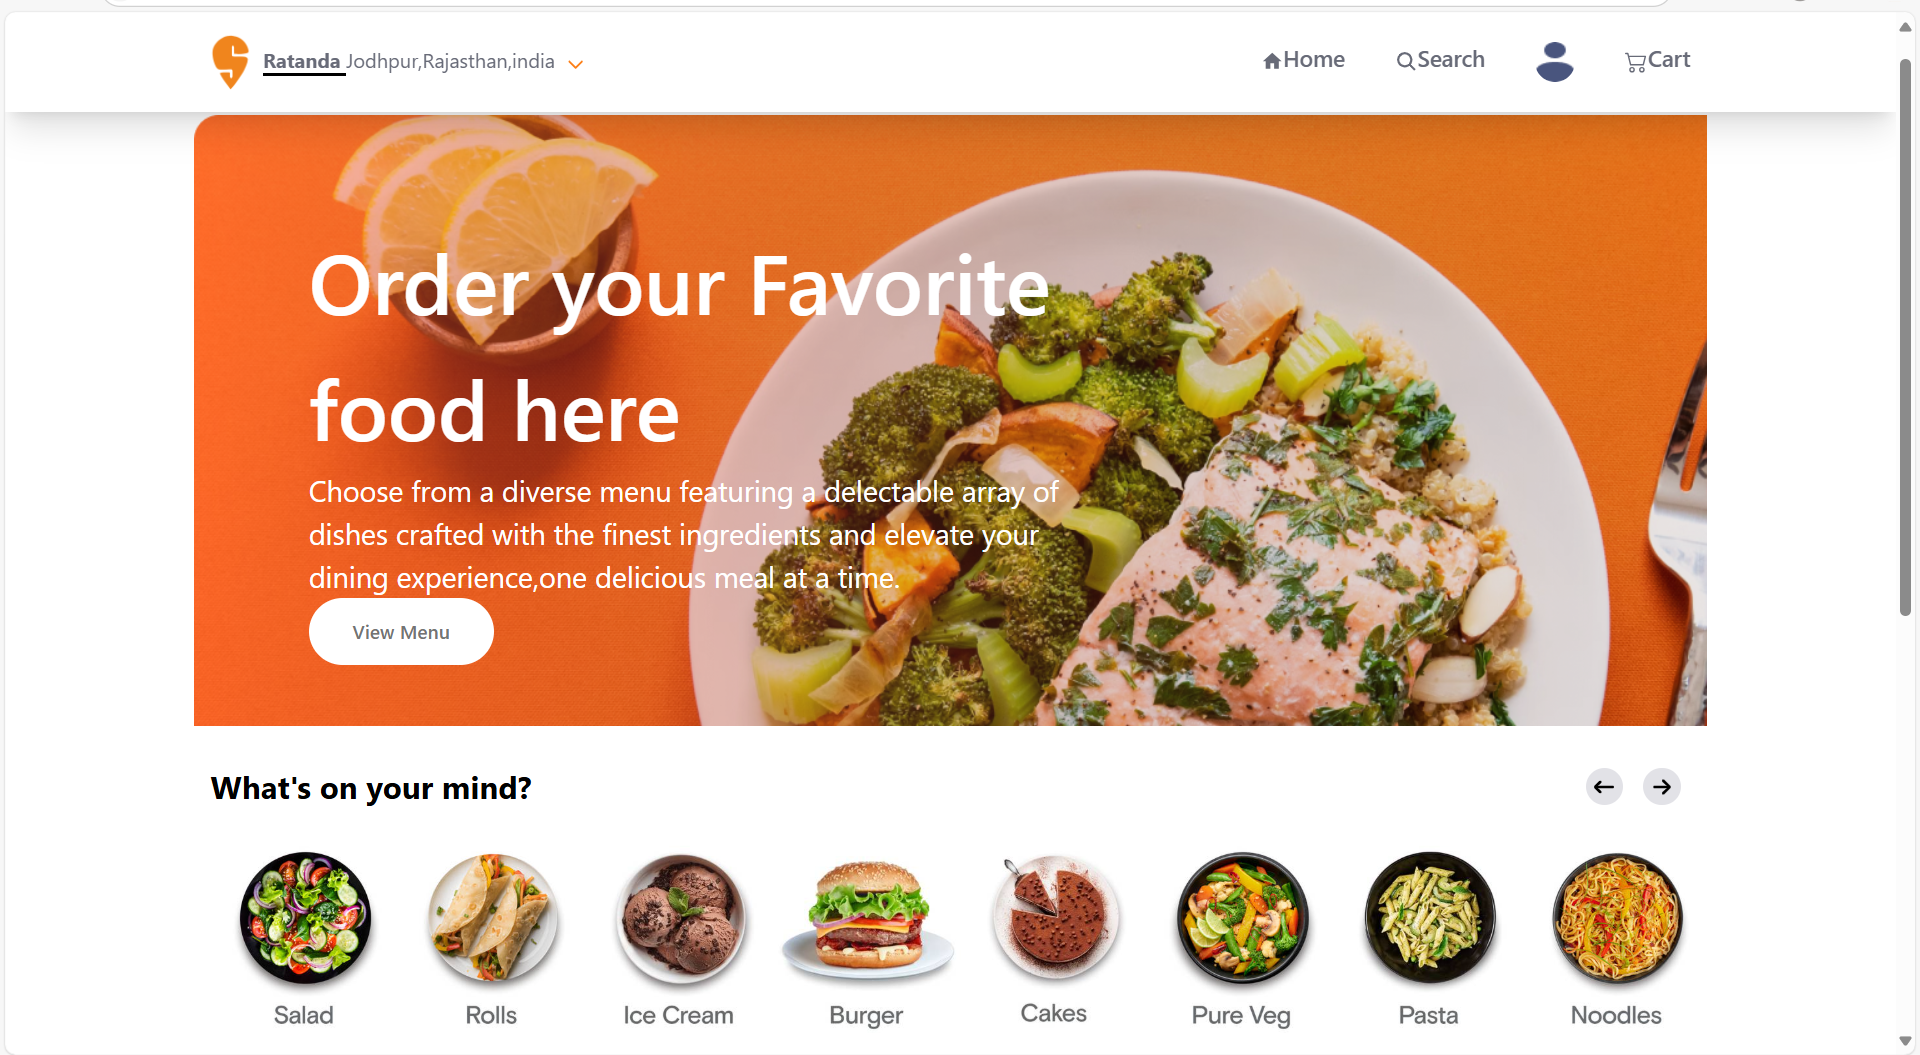 Ratanda Jodhpur,Rajasthan,india
Home
Search
Cart
Order your Favorite
food here
Choose from a diverse menu featuring a delectable array of
dishes crafted with the finest ingredients and elevate your
dining experience,one delicious meal at a time.
View Menu
What's on your mind?
Salad
Rolls
Ice Cream
Burger
Cakes
Pure Veg
Pasta
Noodles